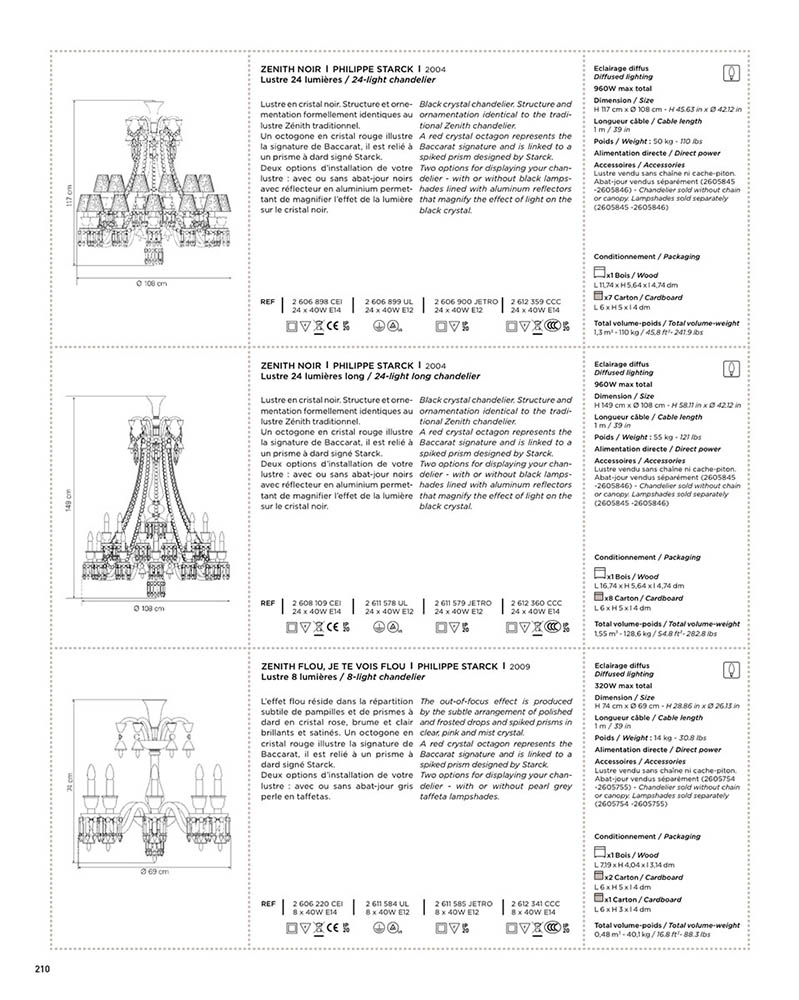 ZENITH NOIR I PHILIPPE STARCK I 2004
Lustre 24 lumières / 24-light chandelier
Lustre en cristal noir. Structure et orne-
mentation formellement identiques au
lustre Zénith traditionnel.
Un octogone en cristal rouge illustre
la signature de Baccarat, il est relié à
un prisme à dard signé Starck.
Deux options d'installation de votre
lustre : avec ou sans abat-jour noirs
avec réflecteur en aluminium permet-
tant de magnifier l'effet de la lumière
sur le cristal noir.
Black crystal chandelier. Structure and
ornamentation identical to the tradi-
tional Zenith chandelier.
A red crystal octagon represents the
Baccarat signature and is linked to a
spiked prism designed by Starck.
Two options for displaying your chan-
delier - with or without black lamps-
hades lined with aluminum reflectors
that magnify the effect of light on the
black crystal.
117 cm
Ø 108 cm
REF
2 606 898 CEI
24 x 40W E14
2 606 899 UL
24 x 40W E12
2 606 900 JETRO
24 x 40W E12
2 612 359 CCC
24 x 40W E14
Eclairage diffus
Diffused lighting
960W max total
Dimension / Size
H 117 cm x Ø 108 cm - H 45.63 in x Ø 42.12 in
Longueur câble / Cable length
1 m / 39 in
Poids / Weight : 50 kg - 110 lbs
Alimentation directe / Direct power
Accessoires / Accessories
Lustre vendu sans chaîne ni cache-piton.
Abat-jour vendus séparément (2605845
-2605846) - Chandelier sold without chain
or canopy. Lampshades sold separately
(2605845 -2605846)
Conditionnement / Packaging
x1 Bois / Wood
L 11,74 x H 5,64 x l 4,74 dm
x7 Carton / Cardboard
L 6 x H 5 x l 4 dm
Total volume-poids / Total volume-weight
1,3 m³ - 110 kg / 45,8 ft³- 241.9 lbs
ZENITH NOIR I PHILIPPE STARCK I 2004
Lustre 24 lumières long / 24-light long chandelier
Lustre en cristal noir. Structure et orne-
mentation formellement identiques au
lustre Zénith traditionnel.
Un octogone en cristal rouge illustre
la signature de Baccarat, il est relié à
un prisme à dard signé Starck.
Deux options d'installation de votre
lustre : avec ou sans abat-jour noirs
avec réflecteur en aluminium permet-
tant de magnifier l'effet de la lumière
sur le cristal noir.
Black crystal chandelier. Structure and
ornamentation identical to the tradi-
tional Zenith chandelier.
A red crystal octagon represents the
Baccarat signature and is linked to a
spiked prism designed by Starck.
Two options for displaying your chan-
delier - with or without black lamps-
hades lined with aluminum reflectors
that magnify the effect of light on the
black crystal.
149 cm
Ø 108 cm
REF
2 608 109 CEI
24 x 40W E14
2 611 578 UL
24 x 40W E12
2 611 579 JETRO
24 x 40W E12
2 612 360 CCC
24 x 40W E14
Eclairage diffus
Diffused lighting
960W max total
Dimension / Size
H 149 cm x Ø 108 cm - H 58.11 in x Ø 42.12 in
Longueur câble / Cable length
1 m / 39 in
Poids / Weight : 55 kg - 121 lbs
Alimentation directe / Direct power
Accessoires / Accessories
Lustre vendu sans chaîne ni cache-piton.
Abat-jour vendus séparément (2605845
-2605846) - Chandelier sold without chain
or canopy. Lampshades sold separately
(2605845 -2605846)
Conditionnement / Packaging
x1 Bois / Wood
L 16,74 x H 5,64 x l 4,74 dm
x8 Carton / Cardboard
L 6 x H 5 x l 4 dm
Total volume-poids / Total volume-weight
1,55 m³ - 128,6 kg / 54.8 ft³- 282.8 lbs
ZENITH FLOU, JE TE VOIS FLOU I PHILIPPE STARCK I 2009
Lustre 8 lumières / 8-light chandelier
L'effet flou réside dans la répartition
subtile de pampilles et de prismes à
dard en cristal rose, brume et clair
brillants et satinés. Un octogone en
cristal rouge illustre la signature de
Baccarat, il est relié à un prisme à
dard signé Starck.
Deux options d'installation de votre
lustre : avec ou sans abat-jour gris
perle en taffetas.
The out-of-focus effect is produced
by the subtle arrangement of polished
and frosted drops and spiked prisms in
clear, pink and mist crystal.
A red crystal octagon represents the
Baccarat signature and is linked to a
spiked prism designed by Starck.
Two options for displaying your chan-
delier - with or without pearl grey
taffeta lampshades.
74 cm
Ø 69 cm
REF
2 606 220 CEI
8 x 40W E14
2 611 584 UL
8 x 40W E12
2 611 585 JETRO
8 x 40W E12
2 612 341 CCC
8 x 40W E14
Eclairage diffus
Diffused lighting
320W max total
Dimension / Size
H 74 cm x Ø 69 cm - H 28.86 in x Ø 26.13 in
Longueur câble / Cable length
1 m / 39 in
Poids / Weight : 14 kg - 30.8 lbs
Alimentation directe / Direct power
Accessoires / Accessories
Lustre vendu sans chaîne ni cache-piton.
Abat-jour vendus séparément (2605754
-2605755) - Chandelier sold without chain
or canopy. Lampshades sold separately
(2605754 -2605755)
Conditionnement / Packaging
x1 Bois / Wood
L 7,19 x H 4,04 x l 3,14 dm
x2 Carton / Cardboard
L 6 x H 5 x l 4 dm
x1 Carton / Cardboard
L 6 x H 3 x l 4 dm
Total volume-poids / Total volume-weight
0,48 m³ - 40,1 kg / 16.8 ft³- 88.3 lbs
210